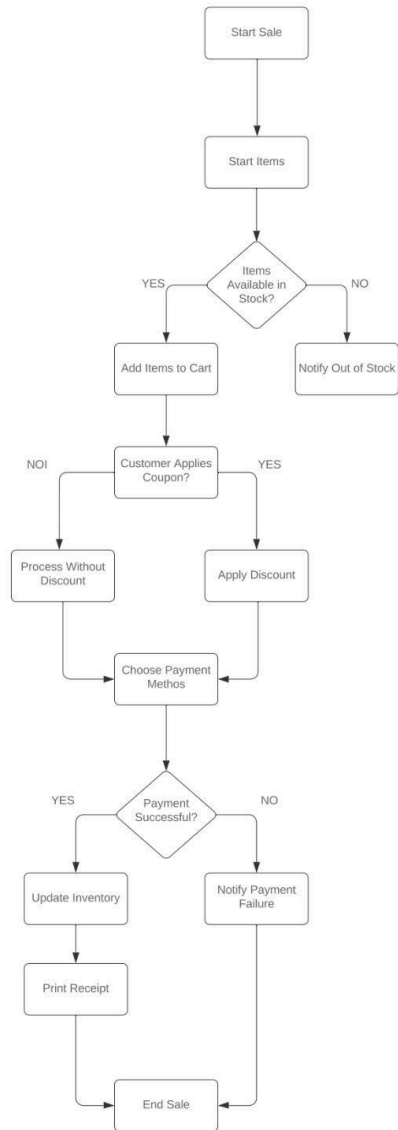 Start Sale
Start Items
Items
Available in
Stock?
YES
NO
Add Items to Cart
Notify Out of Stock
Customer Applies
Coupon?
NOI
YES
Process Without
Discount
Apply Discount
Choose Payment
Methos
Payment
Successful?
YES
NO
Update Inventory
Notify Payment
Failure
Print Receipt
End Sale